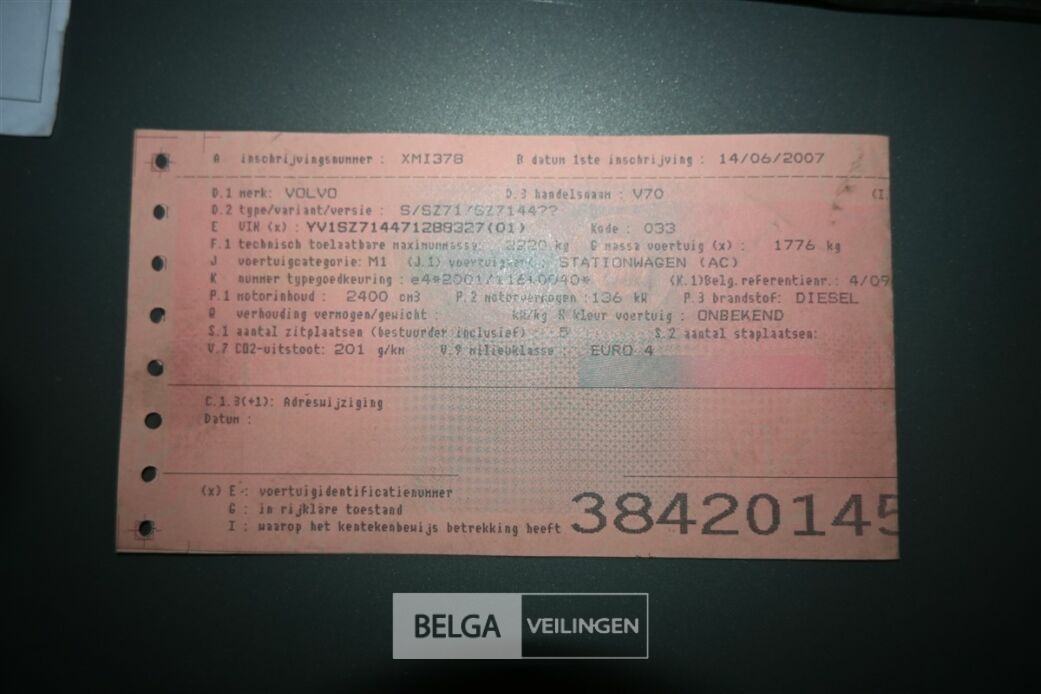 A inschrijvingsnummer : XMI378 B datum 1ste inschrijving : 14/06/2007
D.1 merk: VOLVO D.3 handelsnaam : V70 (I.
D.2 type/variant/versie : S/SZ71/SZ7144??
E VIN (x) : YV1SZ714471288327(01) Kode : 033
F.1 technisch toelaatbare maximummassa: 2220 kg G massa voertuig (x) : 1776 kg
J voertuigcategorie: M1 (J.1) : STATIONWAGEN (AC)
K nummer typegoedkeuring : e4*2001/116*0040* (K.1)Belg.referentienr.: 4/09
P.1 motorinhoud : 2400 cm3 P.2 motorvermogen :136 kW P.3 brandstof: DIESEL
Q verhouding vermogen/gewicht : kW/kg R kleur voertuig : ONBEKEND
S.1 aantal zitplaatsen (bestuurder inclusief) : 5 S.2 aantal staplaatsen:
V.7 CO2-uitstoot: 201 g/km V.9 milieuklasse : EURO 4
C.1.3(+1): Adreswijziging
Datum :
(x) E : voertuigidentificatienummer
G : in rijklare toestand
I : waarop het kentekenbewijs betrekking heeft
38420145
BELGA VEILINGEN